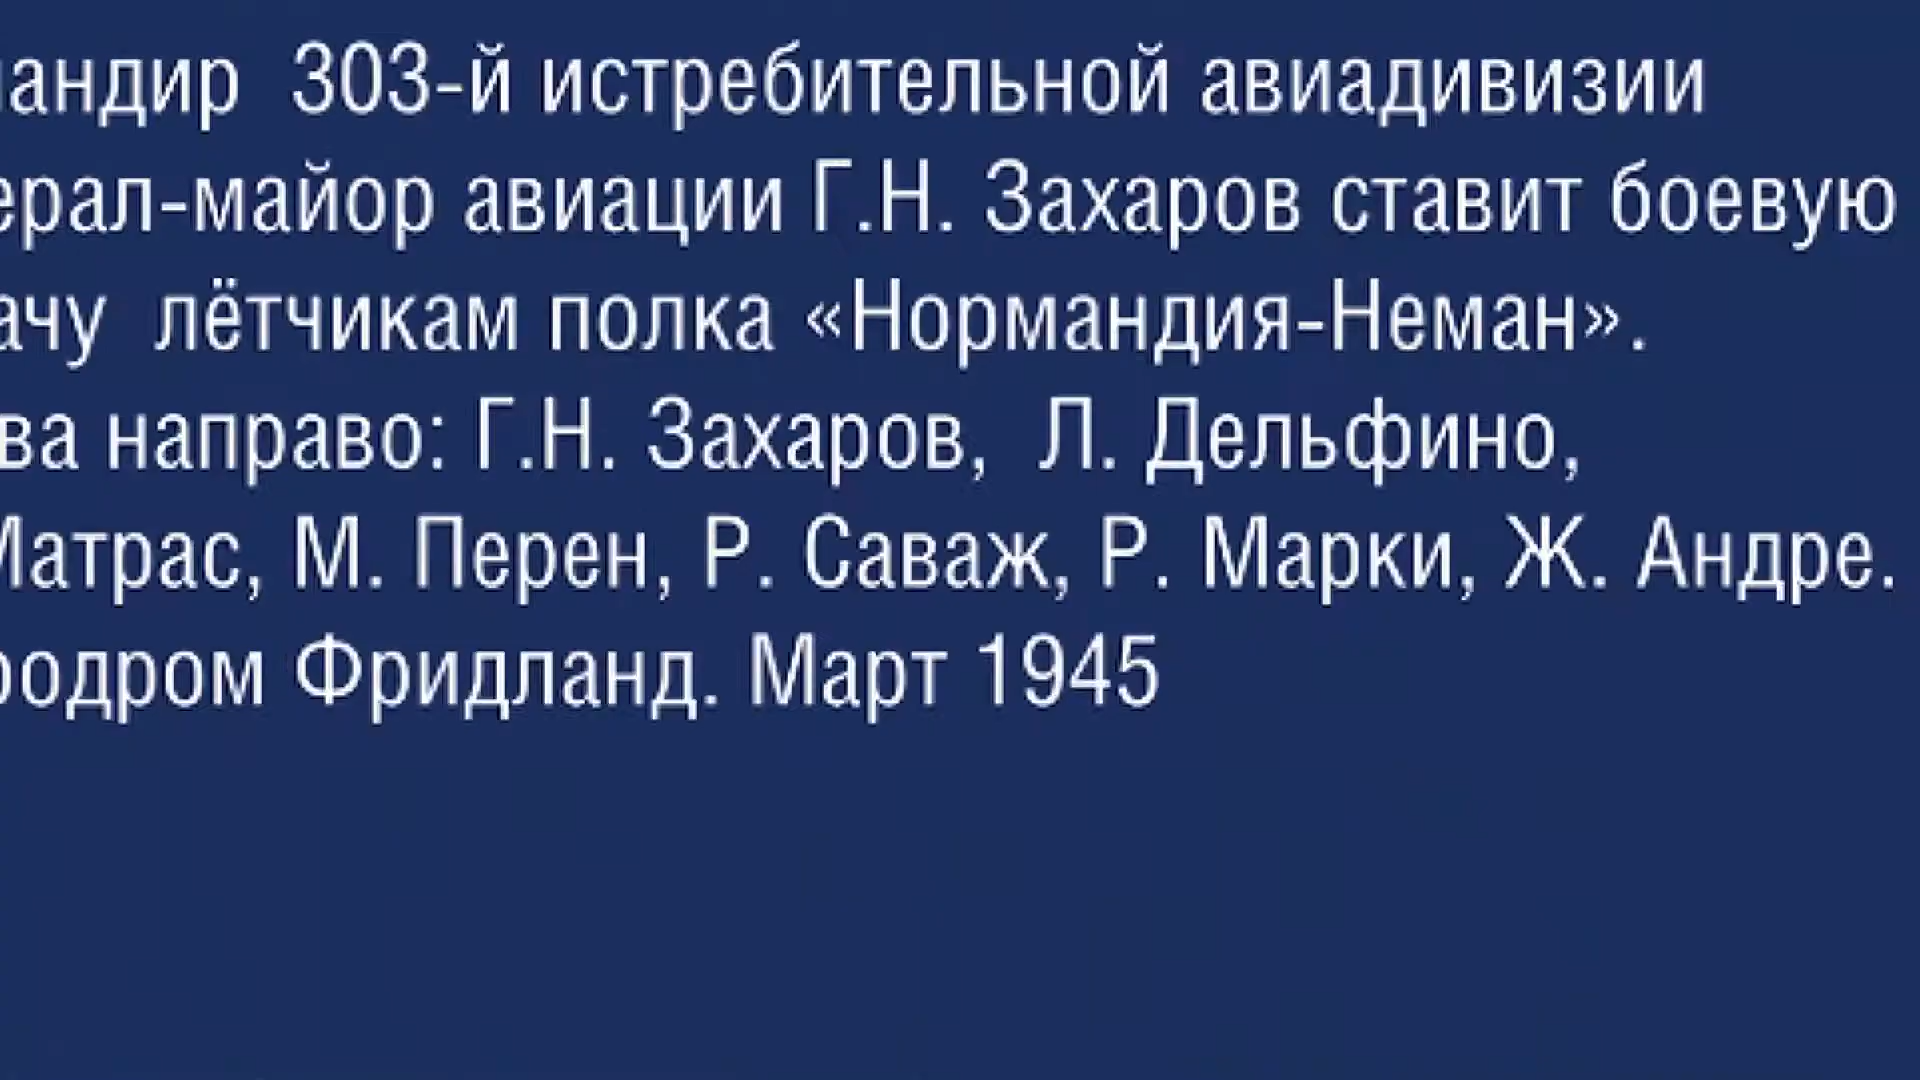 андир 303-й истребительной авиадивизии
ерал-майор авиации Г.Н. Захаров ставит боевую
ачу лётчикам полка «Нормандия-Неман».
ва направо: Г.Н. Захаров, Л. Дельфино,
Матрас, М. Перен, Р. Саваж, Р. Марки, Ж. Андре.
родром Фридланд. Март 1945